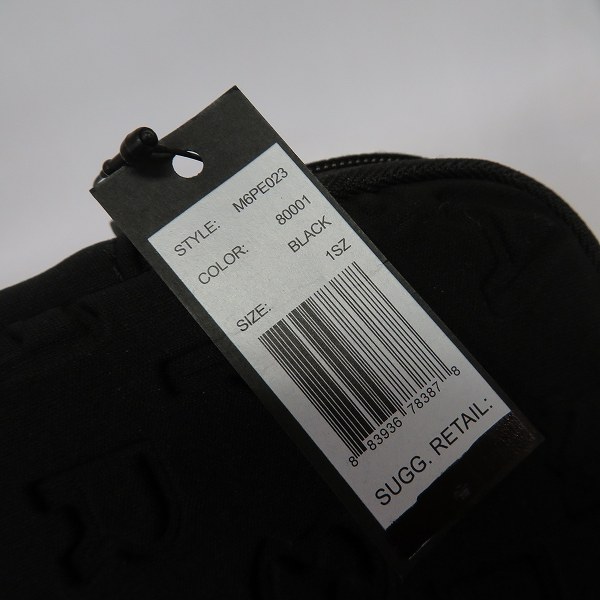 STYLE: M6PE023
COLOR: 80001
BLACK
SIZE: 1SZ
8 83936 78387 8
SUGG. RETAIL: